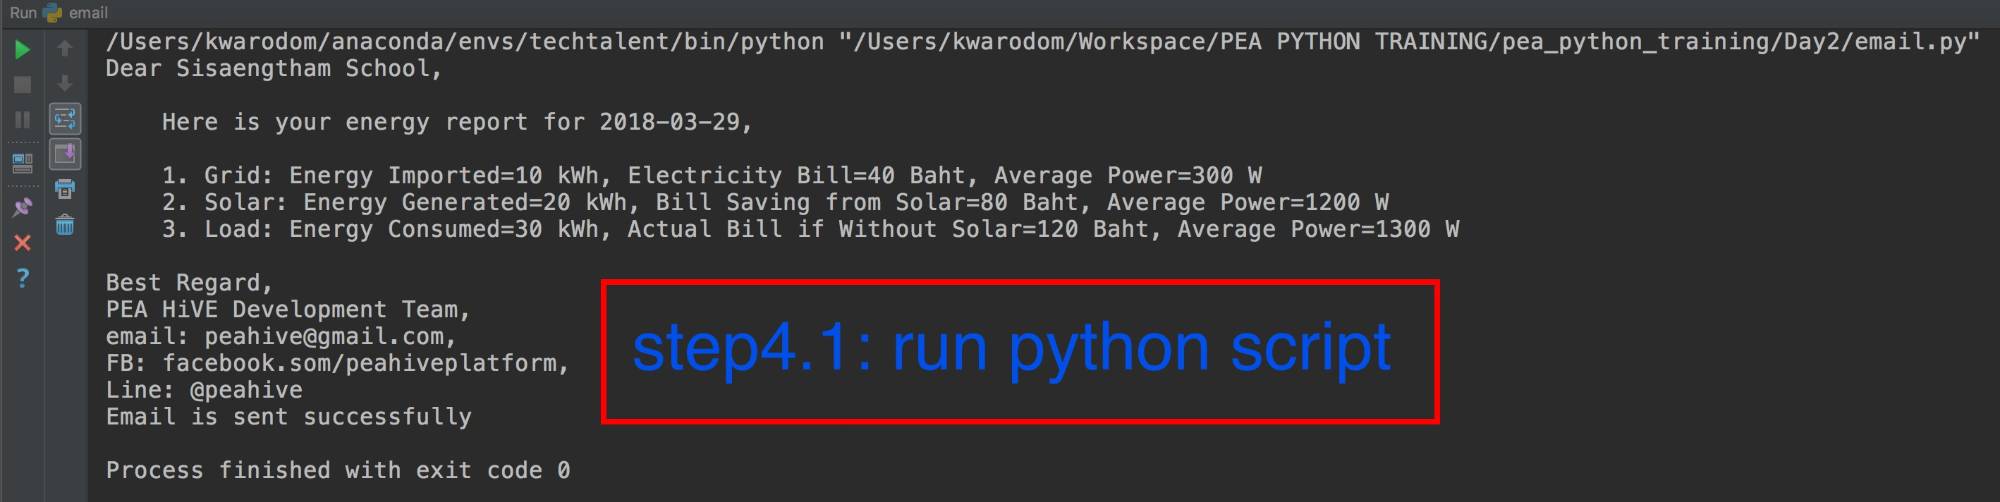 Run email
/Users/kwarodom/anaconda/envs/techtalent/bin/python "/Users/kwarodom/Workspace/PEA PYTHON TRAINING/pea_python_training/Day2/email.py"
Dear Sisaengtham School,
Here is your energy report for 2018-03-29,
1. Grid: Energy Imported=10 kWh, Electricity Bill=40 Baht, Average Power=300 W
2. Solar: Energy Generated=20 kWh, Bill Saving from Solar=80 Baht, Average Power=1200 W
3. Load: Energy Consumed=30 kWh, Actual Bill if Without Solar=120 Baht, Average Power=1300 W
Best Regard,
PEA HiVE Development Team,
email: peahive@gmail.com,
FB: facebook.som/peahiveplatform,
Line: @peahive
Email is sent successfully
step4.1: run python script
Process finished with exit code 0